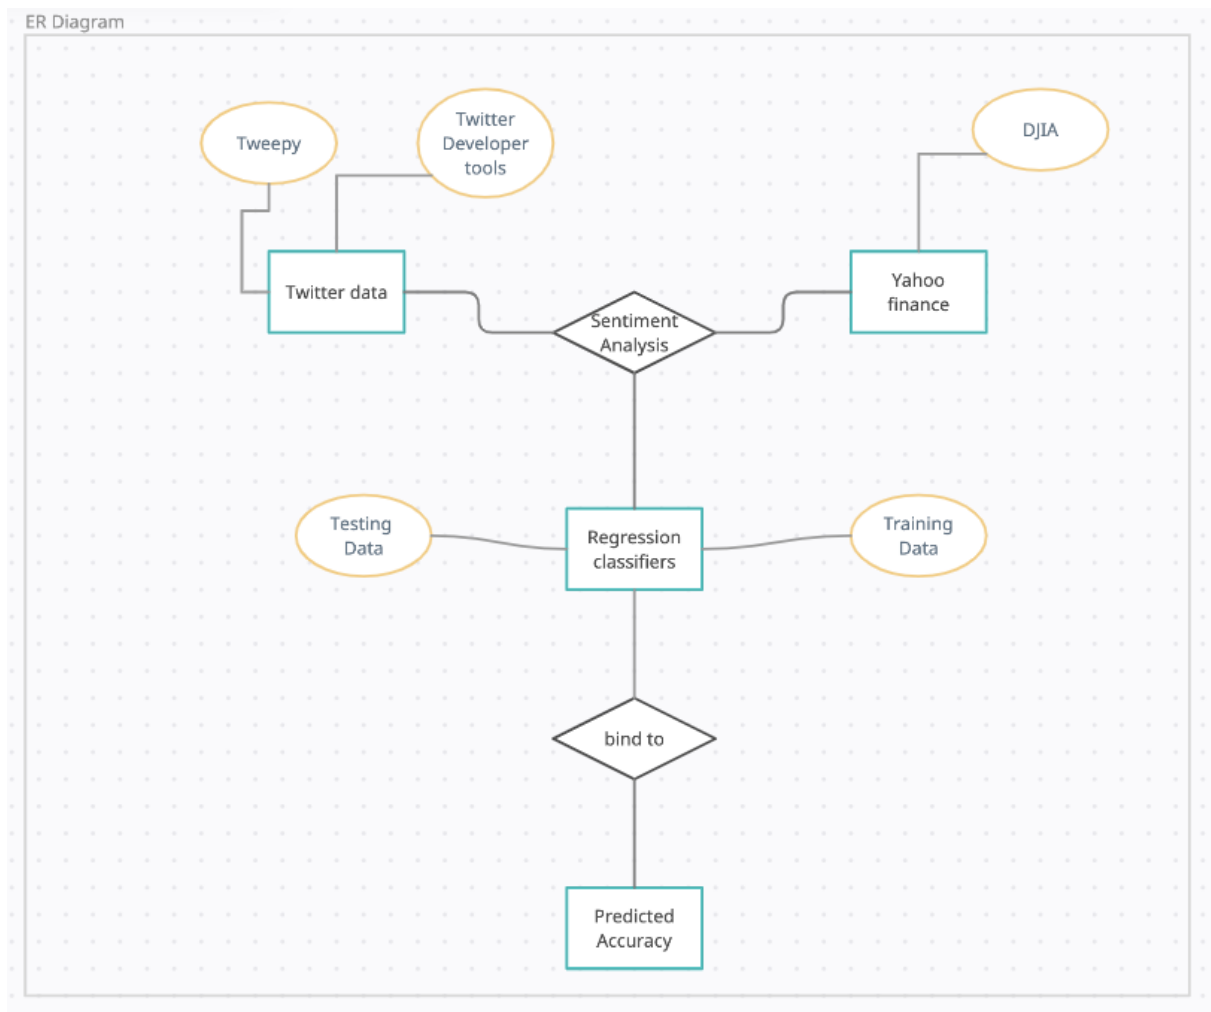 ER Diagram
Tweepy
Twitter
Developer
tools
DJIA
Twitter data
Yahoo
finance
Sentiment
Analysis
Testing
Data
Regression
classifiers
Training
Data
bind to
Predicted
Accuracy